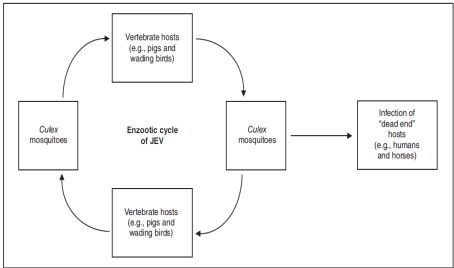 Vertebrate hosts
(e.g., pigs and
wading birds)
Culex
mosquitoes
Enzootic cycle
of JEV
Culex
mosquitoes
Infection of
"dead end"
hosts
(e.g., humans
and horses)
Vertebrate hosts
(e.g., pigs and
wading birds)